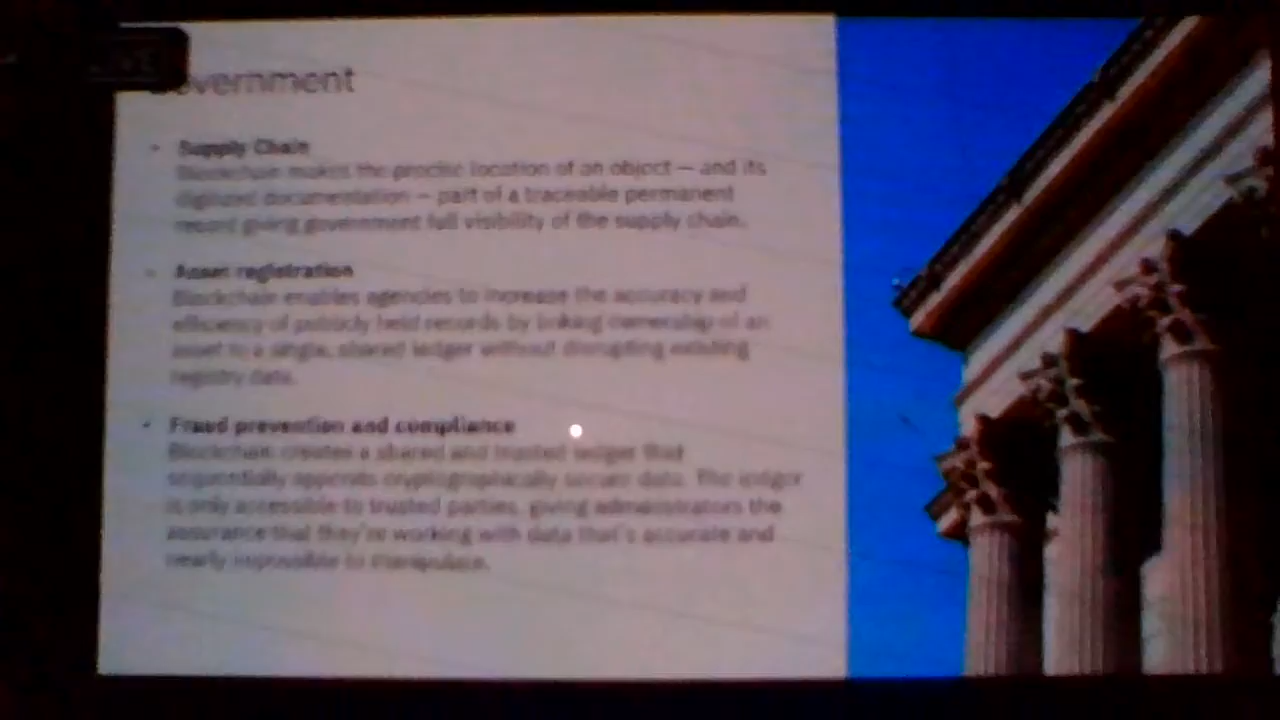 LIVE
Government
• Supply Chain
Blockchain makes the precise location of an object — and its
digitized documentation — part of a traceable permanent
record giving government full visibility of the supply chain.
• Asset registration
Blockchain enables agencies to increase the accuracy and
efficiency of publicly held records by linking ownership of an
asset to a single, shared ledger without disrupting existing
registry data.
• Fraud prevention and compliance
Blockchain creates a shared and trusted ledger that
sequentially appends cryptographically secure data. The ledger
is only accessible to trusted parties, giving administrators the
assurance that they're working with data that's accurate and
nearly impossible to manipulate.